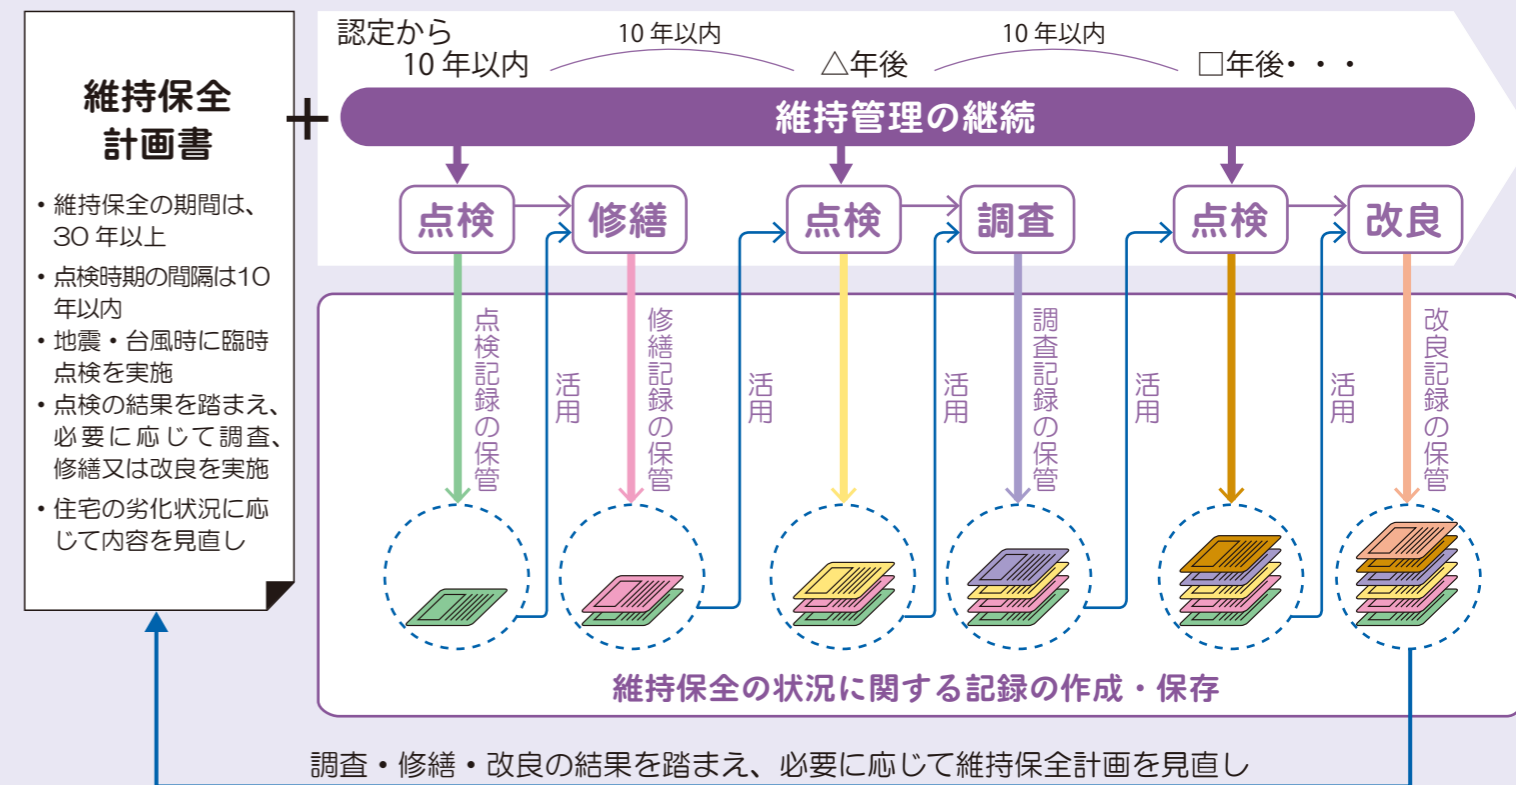 維持保全
計画書
・維持保全の期間は、
30 年以上
・点検時期の間隔は10
年以内
・地震・台風時に臨時
点検を実施
・点検の結果を踏まえ、
必要に応じて調査、
修繕又は改良を実施
・住宅の劣化状況に応
じて内容を見直し
+
認定から
10 年以内
10 年以内
△年後
10 年以内
□年後・・・
維持管理の継続
点検
修繕
点検
調査
点検
改良
点検記録の保管
活用
修繕記録の保管
活用
活用
調査記録の保管
活用
活用
改良記録の保管
維持保全の状況に関する記録の作成・保存
調査・修繕・改良の結果を踏まえ、必要に応じて維持保全計画を見直し